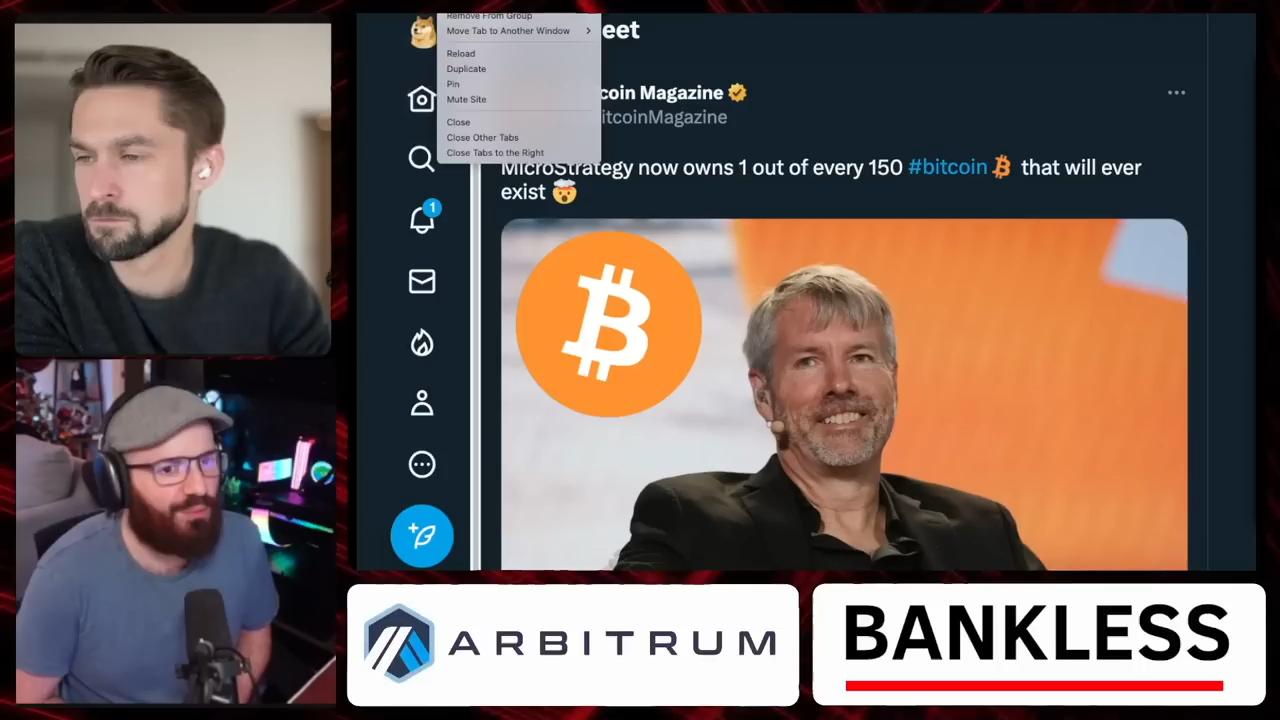 Remove From Group
Move Tab to Another Window
Reload
Duplicate
Pin
Mute Site
Close
Close Other Tabs
Close Tabs to the Right
eet
coin Magazine
itcoinMagazine
MicroStrategy now owns 1 out of every 150 #bitcoin that will ever
exist 🤯
1
ARBITRUM
BANKLESS